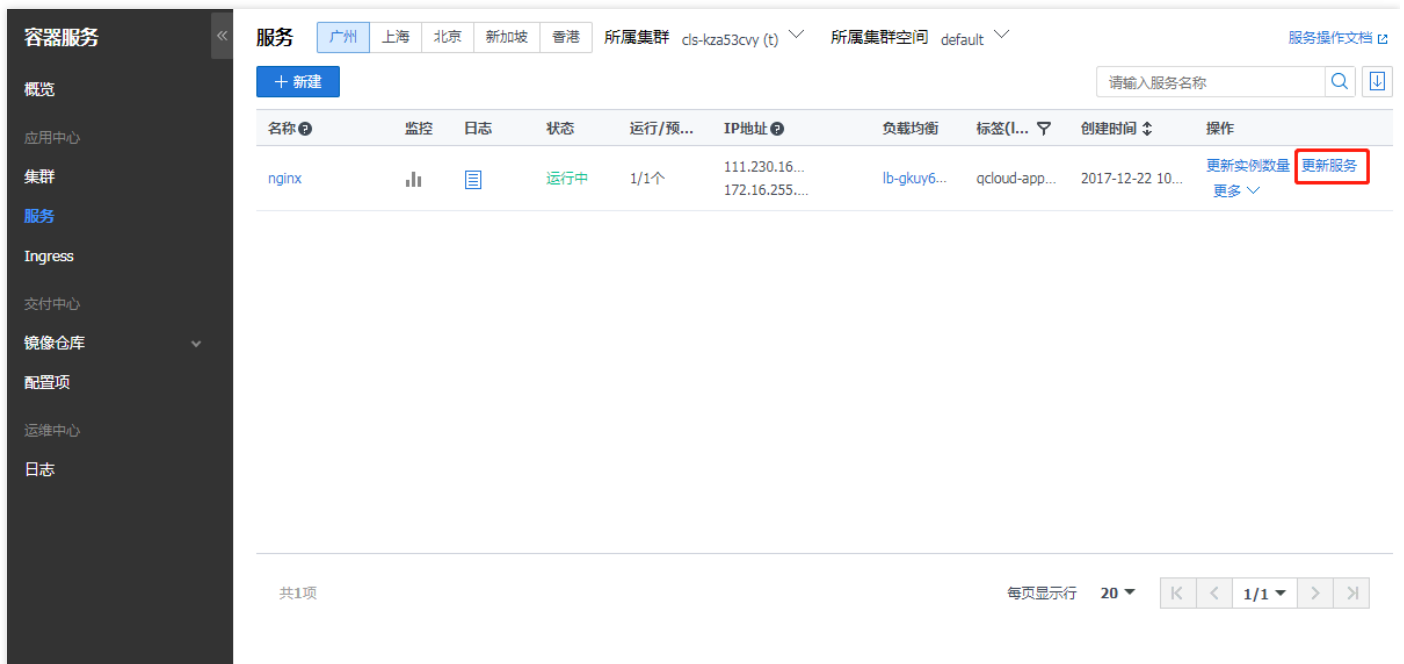 容器服务
概览
应用中心
集群
服务
Ingress
交付中心
镜像仓库
配置项
运维中心
日志
服务 广州 上海 北京 新加坡 香港 所属集群 cls-kza53cvy (t) 所属集群空间 default 服务操作文档
+ 新建 请输入服务名称
名称 监控 日志 状态 运行/预... IP地址 负载均衡 标签(l... 创建时间 操作
nginx 运行中 1/1个 111.230.16... lb-gkuy6... qcloud-app... 2017-12-22 10... 更新实例数量 更新服务
172.16.255.... 更多
共1项 每页显示行 20 1/1